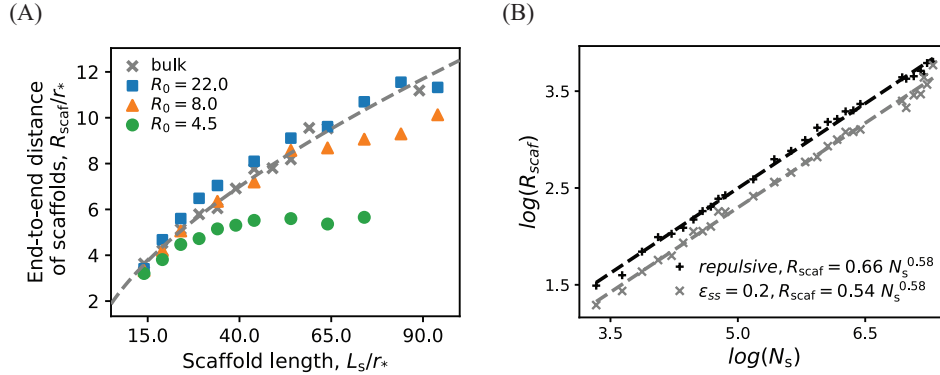 (A)
(B)
End-to-end distance
of scaffolds, R_scaf/r_*
12
10
8
6
4
2
bulk
R_0 = 22.0
R_0 = 8.0
R_0 = 4.5
15.0 40.0 65.0 90.0
Scaffold length, L_s/r_*
log(R_scaf)
3.5
2.5
1.5
repulsive, R_scaf = 0.66 N_s^0.58
ε_ss = 0.2, R_scaf = 0.54 N_s^0.58
3.5 5.0 6.5
log(N_s)